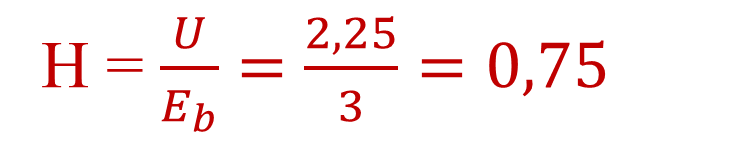 H = U/E_b = 2,25/3 = 0,75